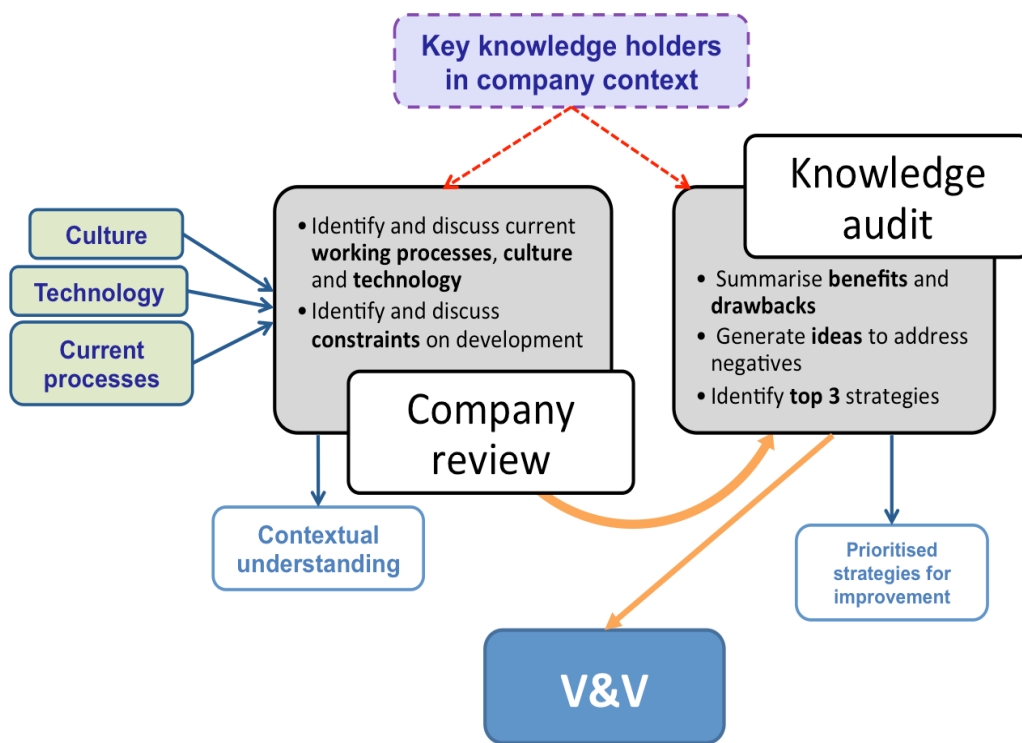 Key knowledge holders
in company context
Knowledge
audit
• Identify and discuss current
working processes, culture
and technology
• Identify and discuss
constraints on development
Culture
Technology
Current
processes
• Summarise benefits and
drawbacks
• Generate ideas to address
negatives
• Identify top 3 strategies
Company
review
Contextual
understanding
Prioritised
strategies for
improvement
V&V